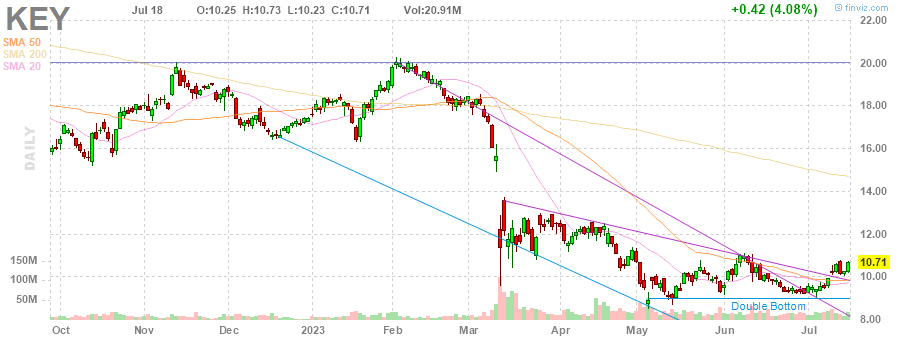 KEY
Jul 18 O:10.25 H:10.73 L:10.23 C:10.71 Vol:20.91M +0.42 (4.08%) © finviz.com
SMA 50
SMA 200
SMA 20
DAILY
22.00
20.00
18.00
16.00
14.00
12.00
10.71
10.00
8.00
150M
100M
50M
Double Bottom
Oct Nov Dec 2023 Feb Mar Apr May Jun Jul